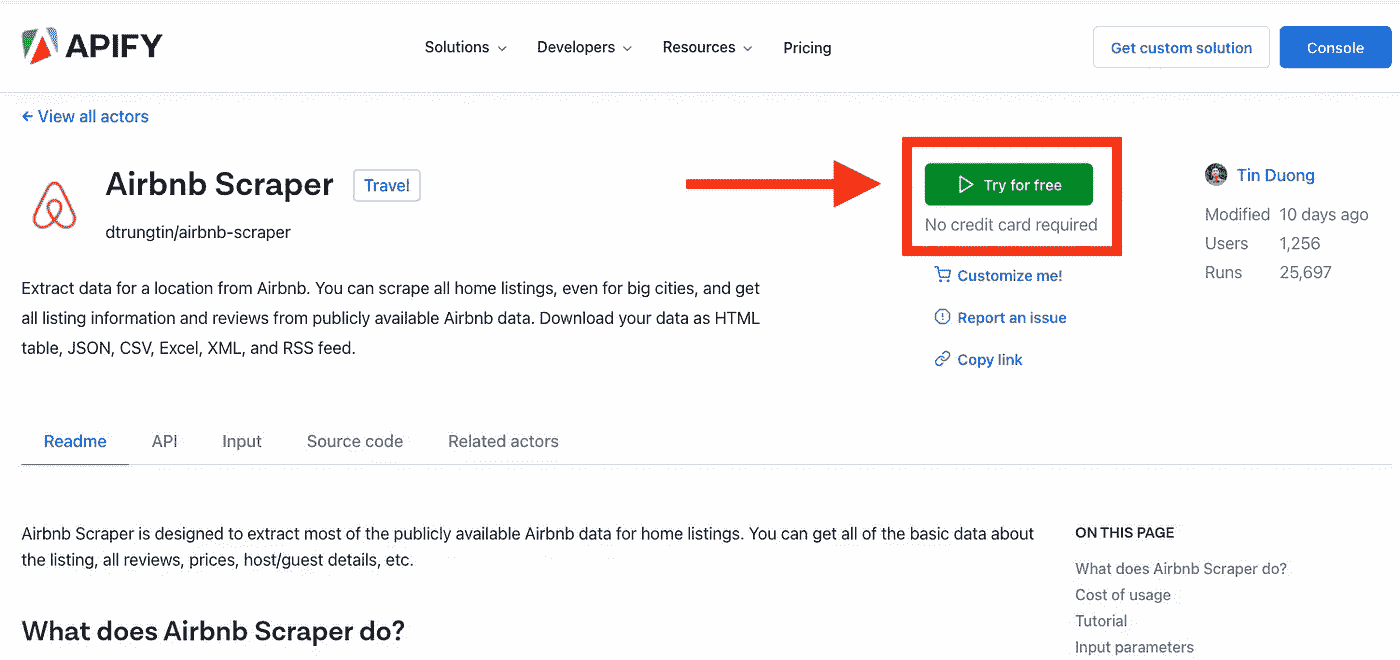 APIFY
Solutions
Developers
Resources
Pricing
Get custom solution
Console
← View all actors
Airbnb Scraper
Travel
dtrungtin/airbnb-scraper
Extract data for a location from Airbnb. You can scrape all home listings, even for big cities, and get
all listing information and reviews from publicly available Airbnb data. Download your data as HTML
table, JSON, CSV, Excel, XML, and RSS feed.
Try for free
No credit card required
Customize me!
Report an issue
Copy link
Tin Duong
Modified 10 days ago
Users 1,256
Runs 25,697
Readme
API
Input
Source code
Related actors
Airbnb Scraper is designed to extract most of the publicly available Airbnb data for home listings. You can get all of the basic data about
the listing, all reviews, prices, host/guest details, etc.
What does Airbnb Scraper do?
ON THIS PAGE
What does Airbnb Scraper do?
Cost of usage
Tutorial
Input parameters